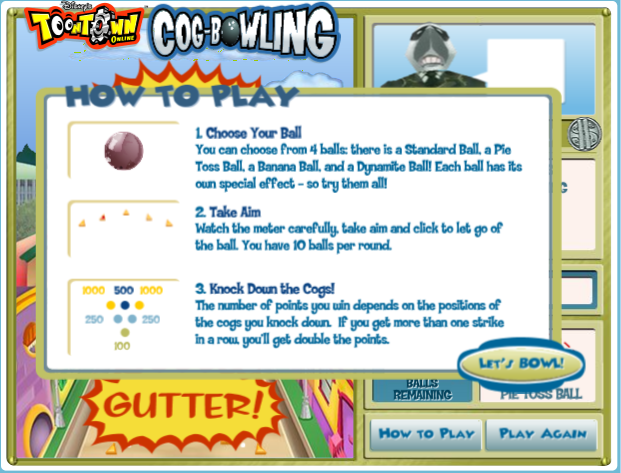 Disney's
TOONTOWN
ONLINE
COG-BOWLING
HOW TO PLAY
1. Choose Your Ball
You can choose from 4 balls: there is a Standard Ball, a Pie
Toss Ball, a Banana Ball, and a Dynamite Ball! Each ball has its
own special effect - so try them all!
2. Take Aim
Watch the meter carefully, take aim and click to let go of
the ball. You have 10 balls per round.
1000 500 1000
250 250
100
3. Knock Down the Cogs!
The number of points you win depends on the positions of
the cogs you knock down. If you get more than one strike
in a row, you'll get double the points.
LET'S BOWL!
GUTTER!
BALLS
REMAINING
PIE TOSS BALL
HOW TO PLAY
PLAY AGAIN